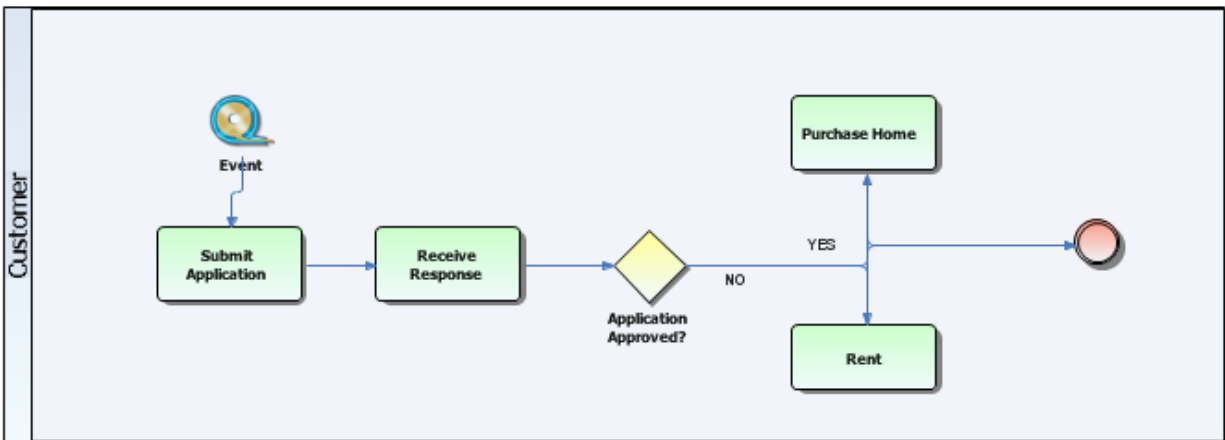 Customer
Event
Submit
Application
Receive
Response
Application
Approved?
NO
YES
Purchase Home
Rent